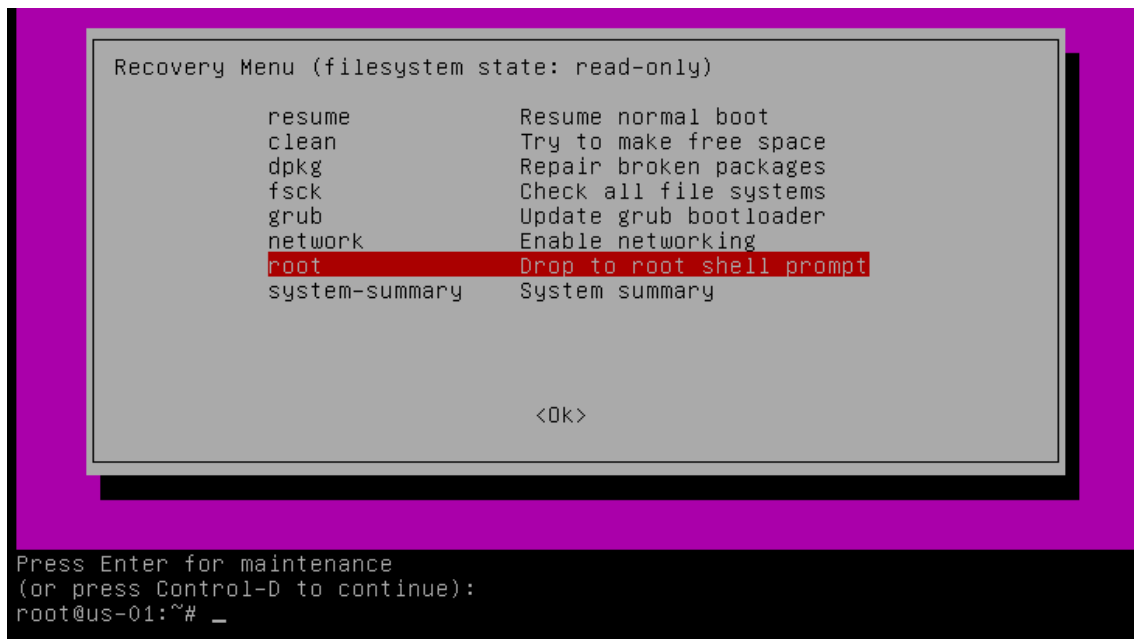 Recovery Menu (filesystem state: read-only)
resume Resume normal boot
clean Try to make free space
dpkg Repair broken packages
fsck Check all file systems
grub Update grub bootloader
network Enable networking
root Drop to root shell prompt
system-summary System summary
<Ok>
Press Enter for maintenance
(or press Control-D to continue):
root@us-01:~# _